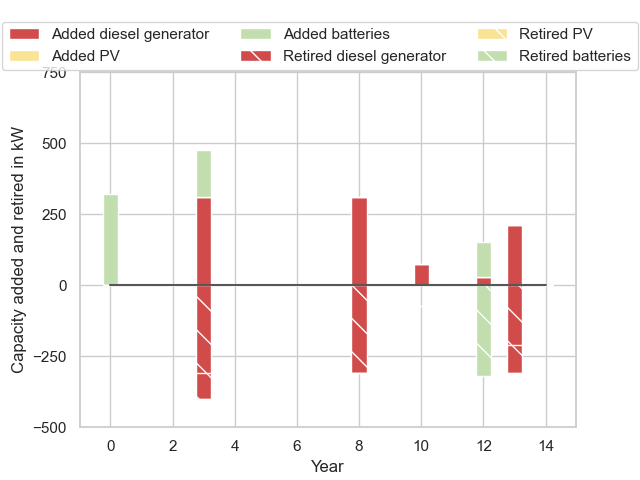 Added diesel generator Added batteries Retired PV
Added PV Retired diesel generator Retired batteries
750
500
250
0
−250
−500
Capacity added and retired in kW
0 2 4 6 8 10 12 14
Year